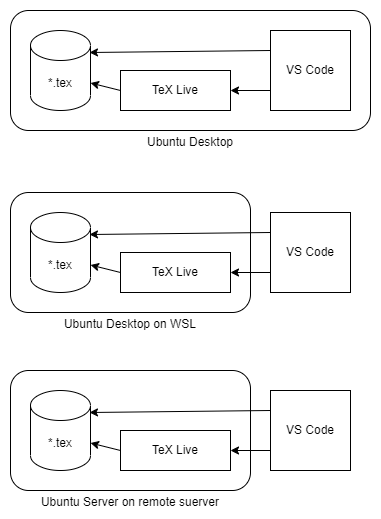 *.tex
TeX Live
VS Code
Ubuntu Desktop
*.tex
TeX Live
VS Code
Ubuntu Desktop on WSL
*.tex
TeX Live
VS Code
Ubuntu Server on remote suerver